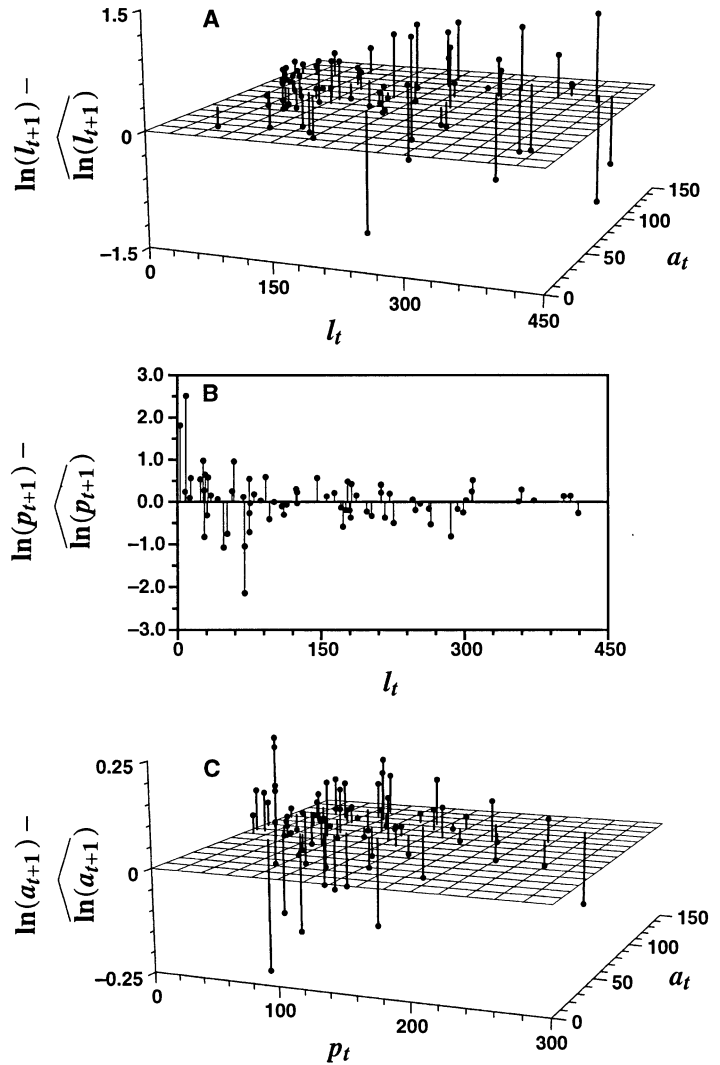 A
1.5
0
−1.5
ln(l_{t+1}) −
ln(l_{t+1})
0
150
300
450
l_t
0
50
100
150
a_t
B
3.0
2.0
1.0
0.0
−1.0
−2.0
−3.0
ln(p_{t+1}) −
ln(p_{t+1})
0
150
300
450
l_t
C
0.25
0
−0.25
ln(a_{t+1}) −
ln(a_{t+1})
0
100
200
300
p_t
0
50
100
150
a_t